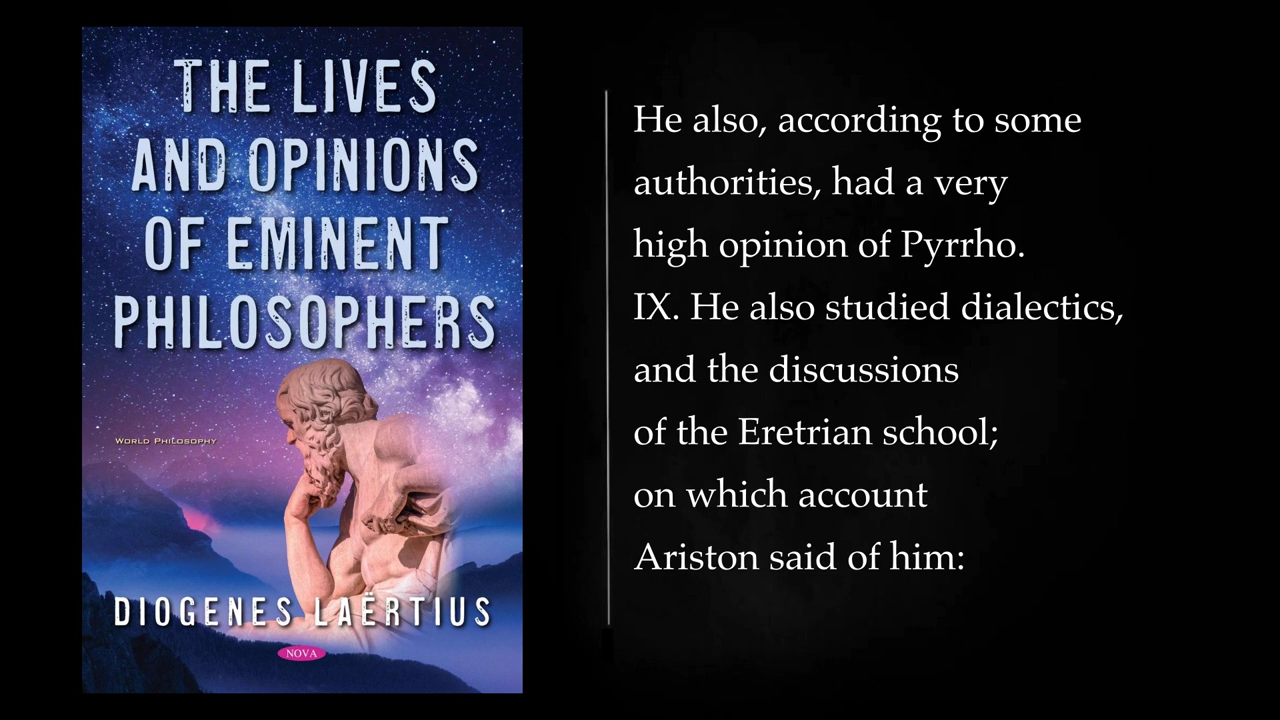 THE LIVES
AND OPINIONS
OF EMINENT
PHILOSOPHERS
WORLD PHILOSOPHY
DIOGENES LAËRTIUS
NOVA
He also, according to some
authorities, had a very
high opinion of Pyrrho.
IX. He also studied dialectics,
and the discussions
of the Eretrian school;
on which account
Ariston said of him: